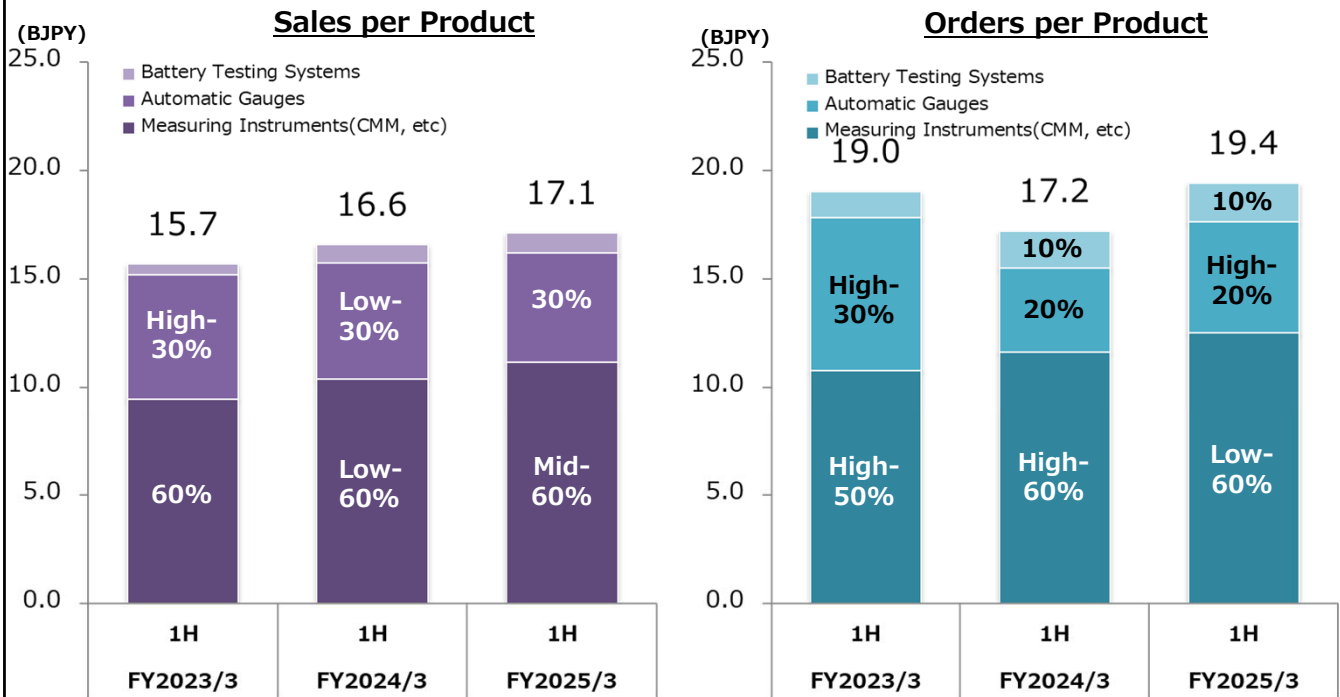 Sales per Product
(BJPY)
25.0
20.0
15.0
10.0
5.0
0.0
Battery Testing Systems
Automatic Gauges
Measuring Instruments(CMM, etc)
15.7
16.6
17.1
High-
30%
Low-
30%
30%
60%
Low-
60%
Mid-
60%
1H
1H
1H
FY2023/3
FY2024/3
FY2025/3
Orders per Product
(BJPY)
25.0
20.0
15.0
10.0
5.0
0.0
Battery Testing Systems
Automatic Gauges
Measuring Instruments(CMM, etc)
19.0
17.2
19.4
10%
10%
High-
30%
20%
High-
20%
High-
50%
High-
60%
Low-
60%
1H
1H
1H
FY2023/3
FY2024/3
FY2025/3